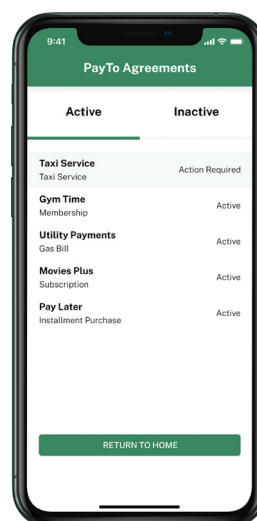 9:41
PayTo Agreements
Active Inactive
Taxi Service
Taxi Service
Action Required
Gym Time
Membership
Active
Utility Payments
Gas Bill
Active
Movies Plus
Subscription
Active
Pay Later
Installment Purchase
Active
RETURN TO HOME